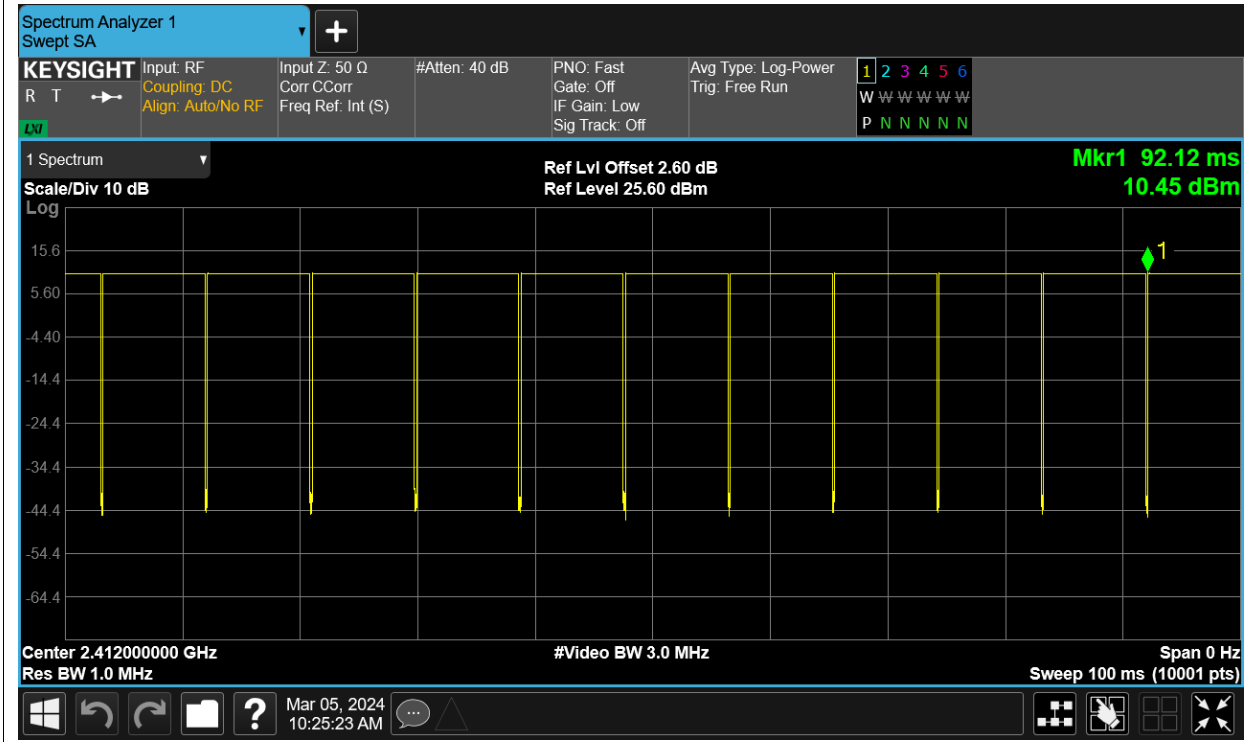 Spectrum Analyzer 1
Swept SA
+
KEYSIGHT
R T
LXI
Input: RF
Coupling: DC
Align: Auto/No RF
Input Z: 50 Ω
Corr CCorr
Freq Ref: Int (S)
#Atten: 40 dB
PNO: Fast
Gate: Off
IF Gain: Low
Sig Track: Off
Avg Type: Log-Power
Trig: Free Run
1 2 3 4 5 6
W W W W W W
P N N N N N
1 Spectrum
Scale/Div 10 dB
Log
Ref Lvl Offset 2.60 dB
Ref Level 25.60 dBm
Mkr1 92.12 ms
10.45 dBm
1
15.6
5.60
-4.40
-14.4
-24.4
-34.4
-44.4
-54.4
-64.4
Center 2.412000000 GHz
Res BW 1.0 MHz
#Video BW 3.0 MHz
Span 0 Hz
Sweep 100 ms (10001 pts)
?
Mar 05, 2024
10:25:23 AM